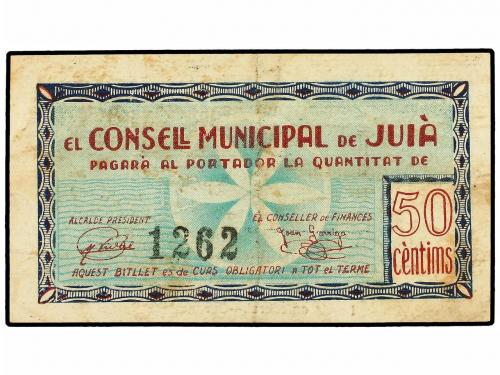 EL CONSELL MUNICIPAL DE JUIÀ
PAGARÀ AL PORTADOR LA QUANTITAT DE
50
cèntims
ALCALDE PRESIDENT
EL CONSELLER DE FINANCES
1262
AQUEST BITLLET es de CURS OBLIGATORI A TOT EL TERME